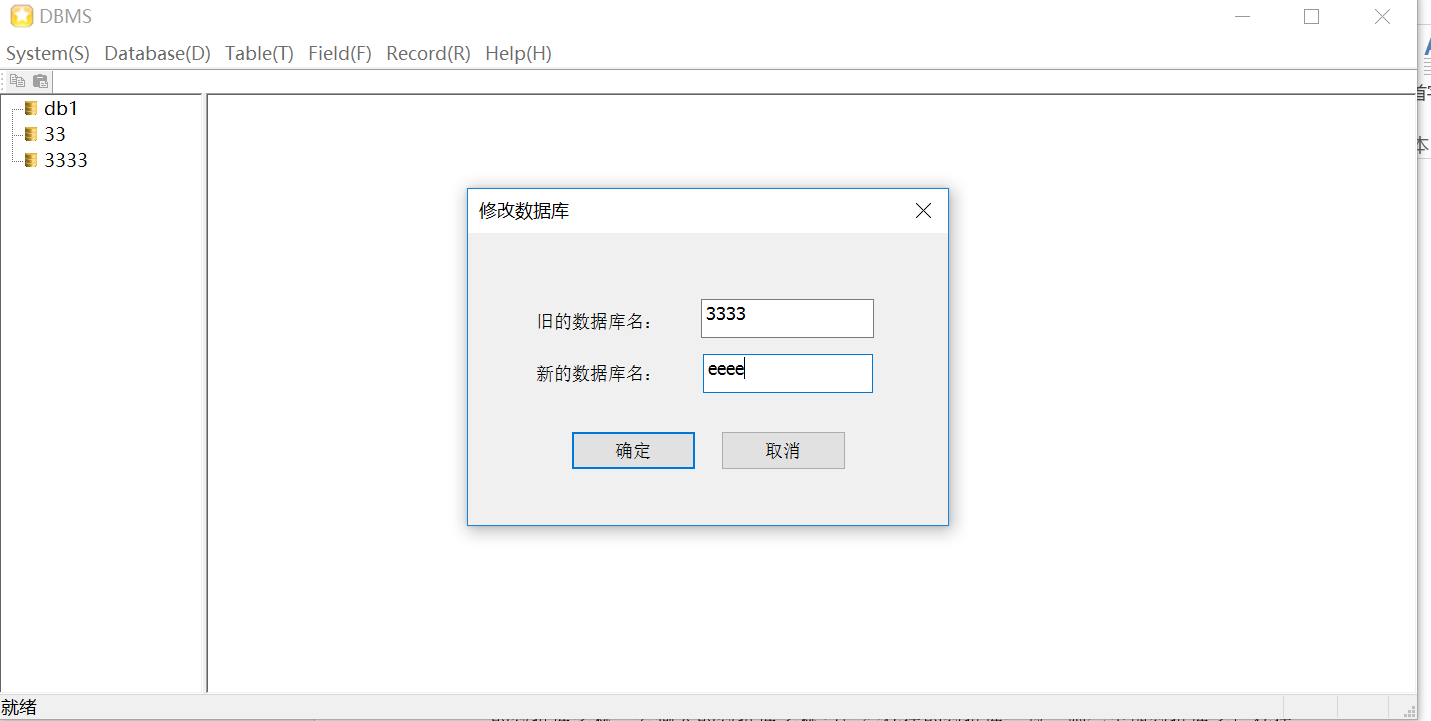 DBMS
System(S) Database(D) Table(T) Field(F) Record(R) Help(H)
db1
33
3333
修改数据库
旧的数据库名：
3333
新的数据库名：
eeee
确定
取消
就绪
本